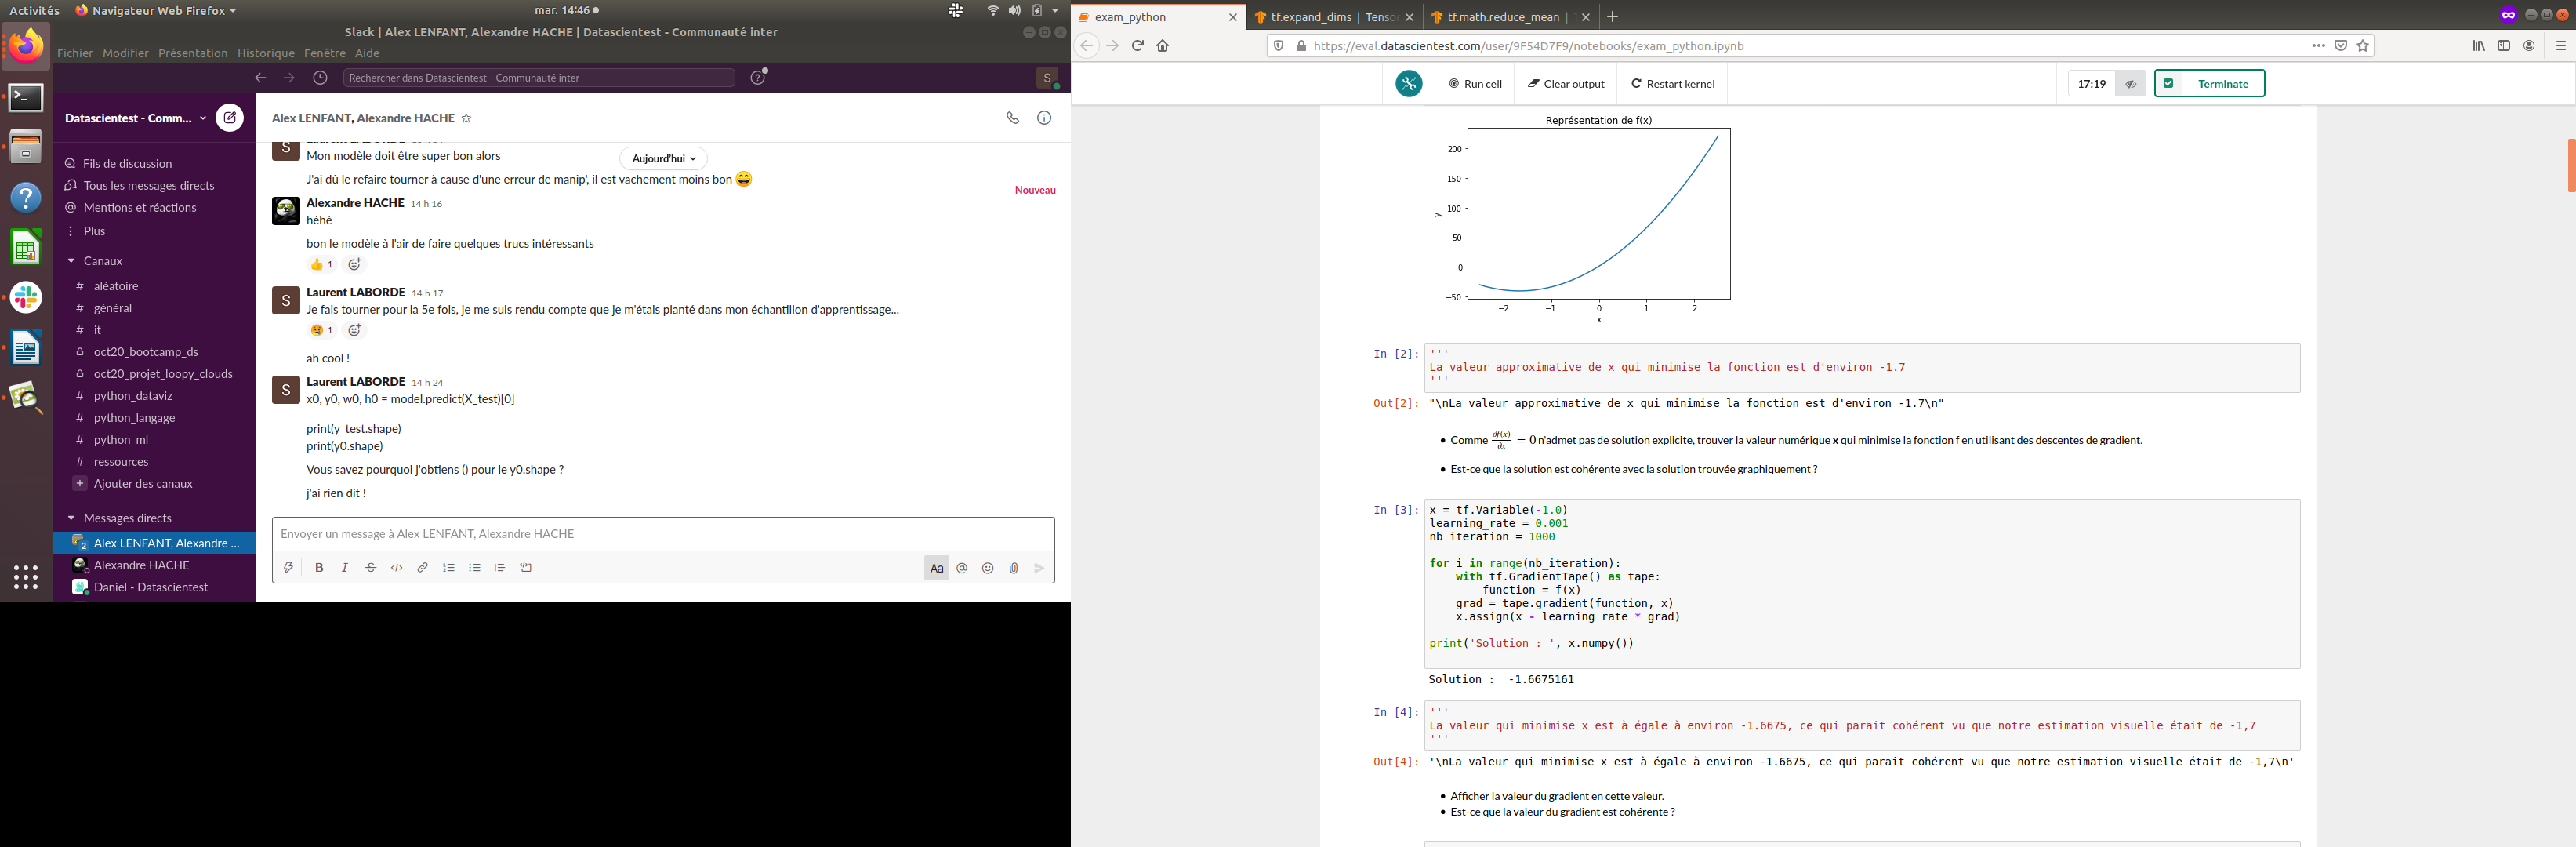 Activités
Navigateur Web Firefox
mar. 14:46
Slack | Alex LENFANT, Alexandre HACHE | Datascientest - Communauté inter
Fichier Modifier Présentation Historique Fenêtre Aide
Rechercher dans Datascientest - Communauté inter
S
Datascientest - Comm...
Fils de discussion
Tous les messages directs
Mentions et réactions
Plus
Canaux
# aléatoire
# général
# it
oct20_bootcamp_ds
oct20_projet_loopy_clouds
# python_dataviz
# python_langage
# python_ml
# ressources
+ Ajouter des canaux
Messages directs
2 Alex LENFANT, Alexandre ...
Alexandre HACHE
Daniel - Datascientest
Alex LENFANT, Alexandre HACHE
S
Mon modèle doit être super bon alors
Aujourd'hui
J'ai dû le refaire tourner à cause d'une erreur de manip', il est vachement moins bon 😄
Nouveau
Alexandre HACHE 14 h 16
héhé
bon le modèle à l'air de faire quelques trucs intéressants
👍 1
S
Laurent LABORDE 14 h 17
Je fais tourner pour la 5e fois, je me suis rendu compte que je m'étais planté dans mon échantillon d'apprentissage...
1
ah cool !
S
Laurent LABORDE 14 h 24
x0, y0, w0, h0 = model.predict(X_test)[0]
print(y_test.shape)
print(y0.shape)
Vous savez pourquoi j'obtiens () pour le y0.shape ?
j'ai rien dit !
Envoyer un message à Alex LENFANT, Alexandre HACHE
B I S </> Aa @
exam_python
tf.expand_dims | Tensor
tf.math.reduce_mean |
https://eval.datascientest.com/user/9F54D7F9/notebooks/exam_python.ipynb
Run cell
Clear output
Restart kernel
17:19
Terminate
Représentation de f(x)
200
150
100
50
0
−50
y
−2 −1 0 1 2
x
In [2]: '''
La valeur approximative de x qui minimise la fonction est d'environ -1.7
'''
Out[2]: "\nLa valeur approximative de x qui minimise la fonction est d'environ -1.7\n"
• Comme ∂f(x)/∂x = 0 n'admet pas de solution explicite, trouver la valeur numérique x qui minimise la fonction f en utilisant des descentes de gradient.
• Est-ce que la solution est cohérente avec la solution trouvée graphiquement ?
In [3]: x = tf.Variable(-1.0)
learning_rate = 0.001
nb_iteration = 1000
for i in range(nb_iteration):
    with tf.GradientTape() as tape:
        function = f(x)
    grad = tape.gradient(function, x)
    x.assign(x - learning_rate * grad)
print('Solution : ', x.numpy())
Solution :  -1.6675161
In [4]: '''
La valeur qui minimise x est à égale à environ -1.6675, ce qui parait cohérent vu que notre estimation visuelle était de -1,7
'''
Out[4]: '\nLa valeur qui minimise x est à égale à environ -1.6675, ce qui parait cohérent vu que notre estimation visuelle était de -1,7\n'
• Afficher la valeur du gradient en cette valeur.
• Est-ce que la valeur du gradient est cohérente ?